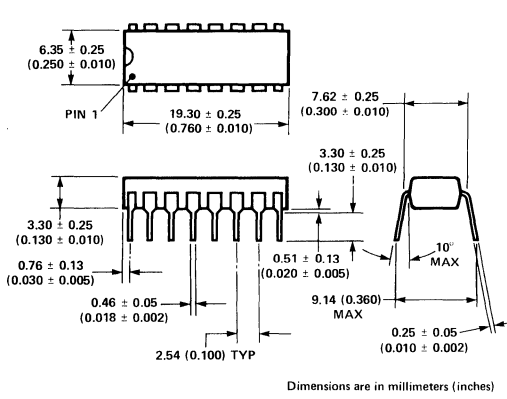 6.35 ± 0.25
(0.250 ± 0.010)
PIN 1
19.30 ± 0.25
(0.760 ± 0.010)
7.62 ± 0.25
(0.300 ± 0.010)
3.30 ± 0.25
(0.130 ± 0.010)
3.30 ± 0.25
(0.130 ± 0.010)
0.76 ± 0.13
(0.030 ± 0.005)
0.51 ± 0.13
(0.020 ± 0.005)
10°
MAX
0.46 ± 0.05
(0.018 ± 0.002)
9.14 (0.360)
MAX
0.25 ± 0.05
(0.010 ± 0.002)
2.54 (0.100) TYP
Dimensions are in millimeters (inches)